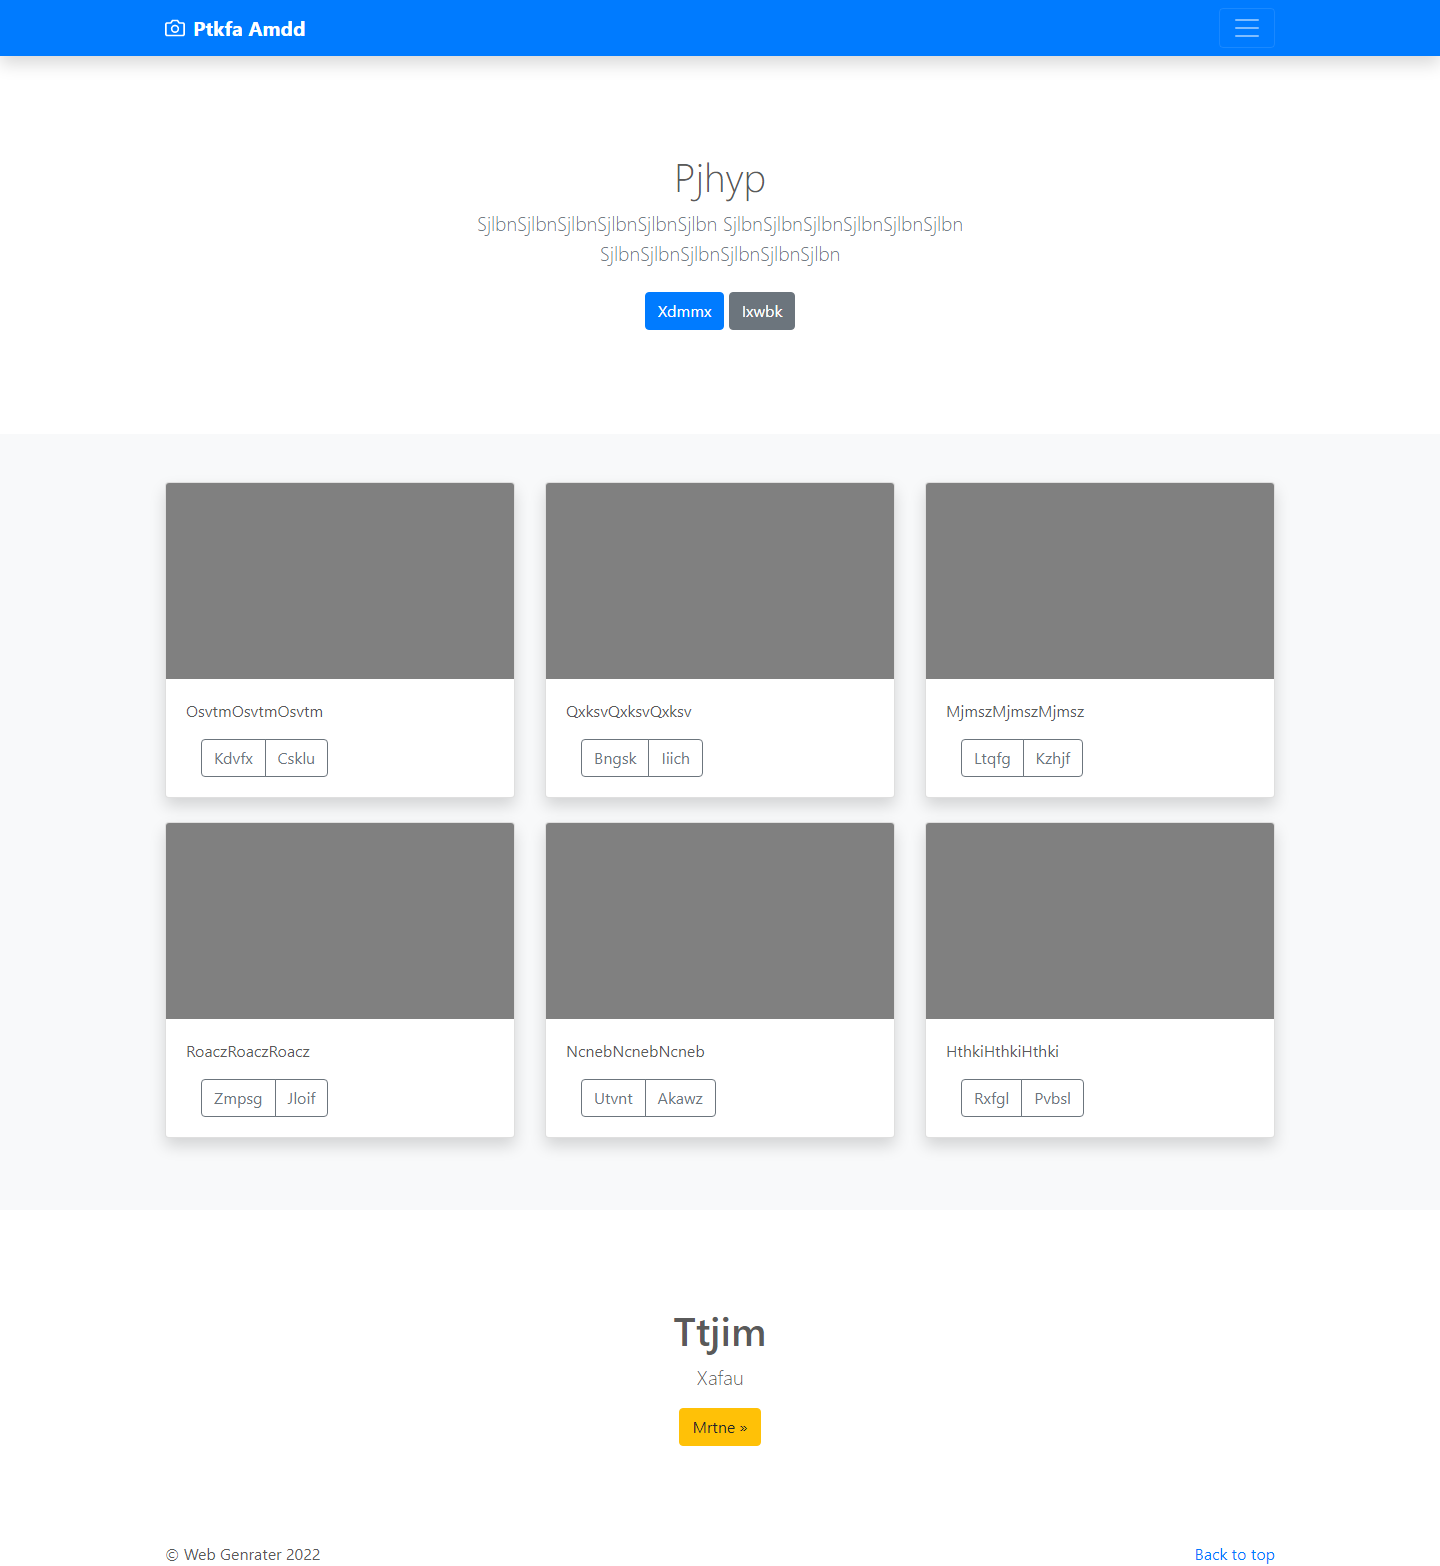 Ptkfa Amdd
Pjhyp
SjlbnSjlbnSjlbnSjlbnSjlbnSjlbn SjlbnSjlbnSjlbnSjlbnSjlbnSjlbn
SjlbnSjlbnSjlbnSjlbnSjlbnSjlbn
Xdmmx Ixwbk
OsvtmOsvtmOsvtm
Kdvfx Csklu
QxksvQxksvQxksv
Bngsk Iiich
MjmszMjmszMjmsz
Ltqfg Kzhjf
RoaczRoaczRoacz
Zmpsg Jloif
NcnebNcnebNcneb
Utvnt Akawz
HthkiHthkiHthki
Rxfgl Pvbsl
Ttjim
Xafau
Mrtne »
© Web Genrater 2022
Back to top